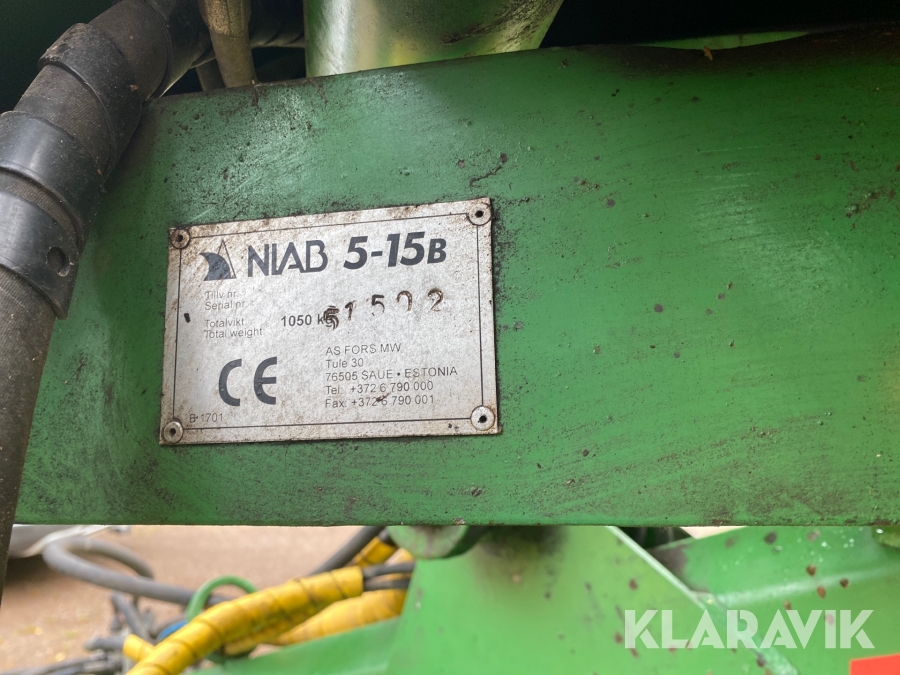 NIAB 5-15B
Tillv.nr.
Serial nr. 51502
Totalvikt
Total weight 1050 kg
AS FORS MW
Tule 30
76505 SAUE • ESTONIA
Tel: +372 6 790 000
Fax: +372 6 790 001
CE
B 1701
KLARAVIK